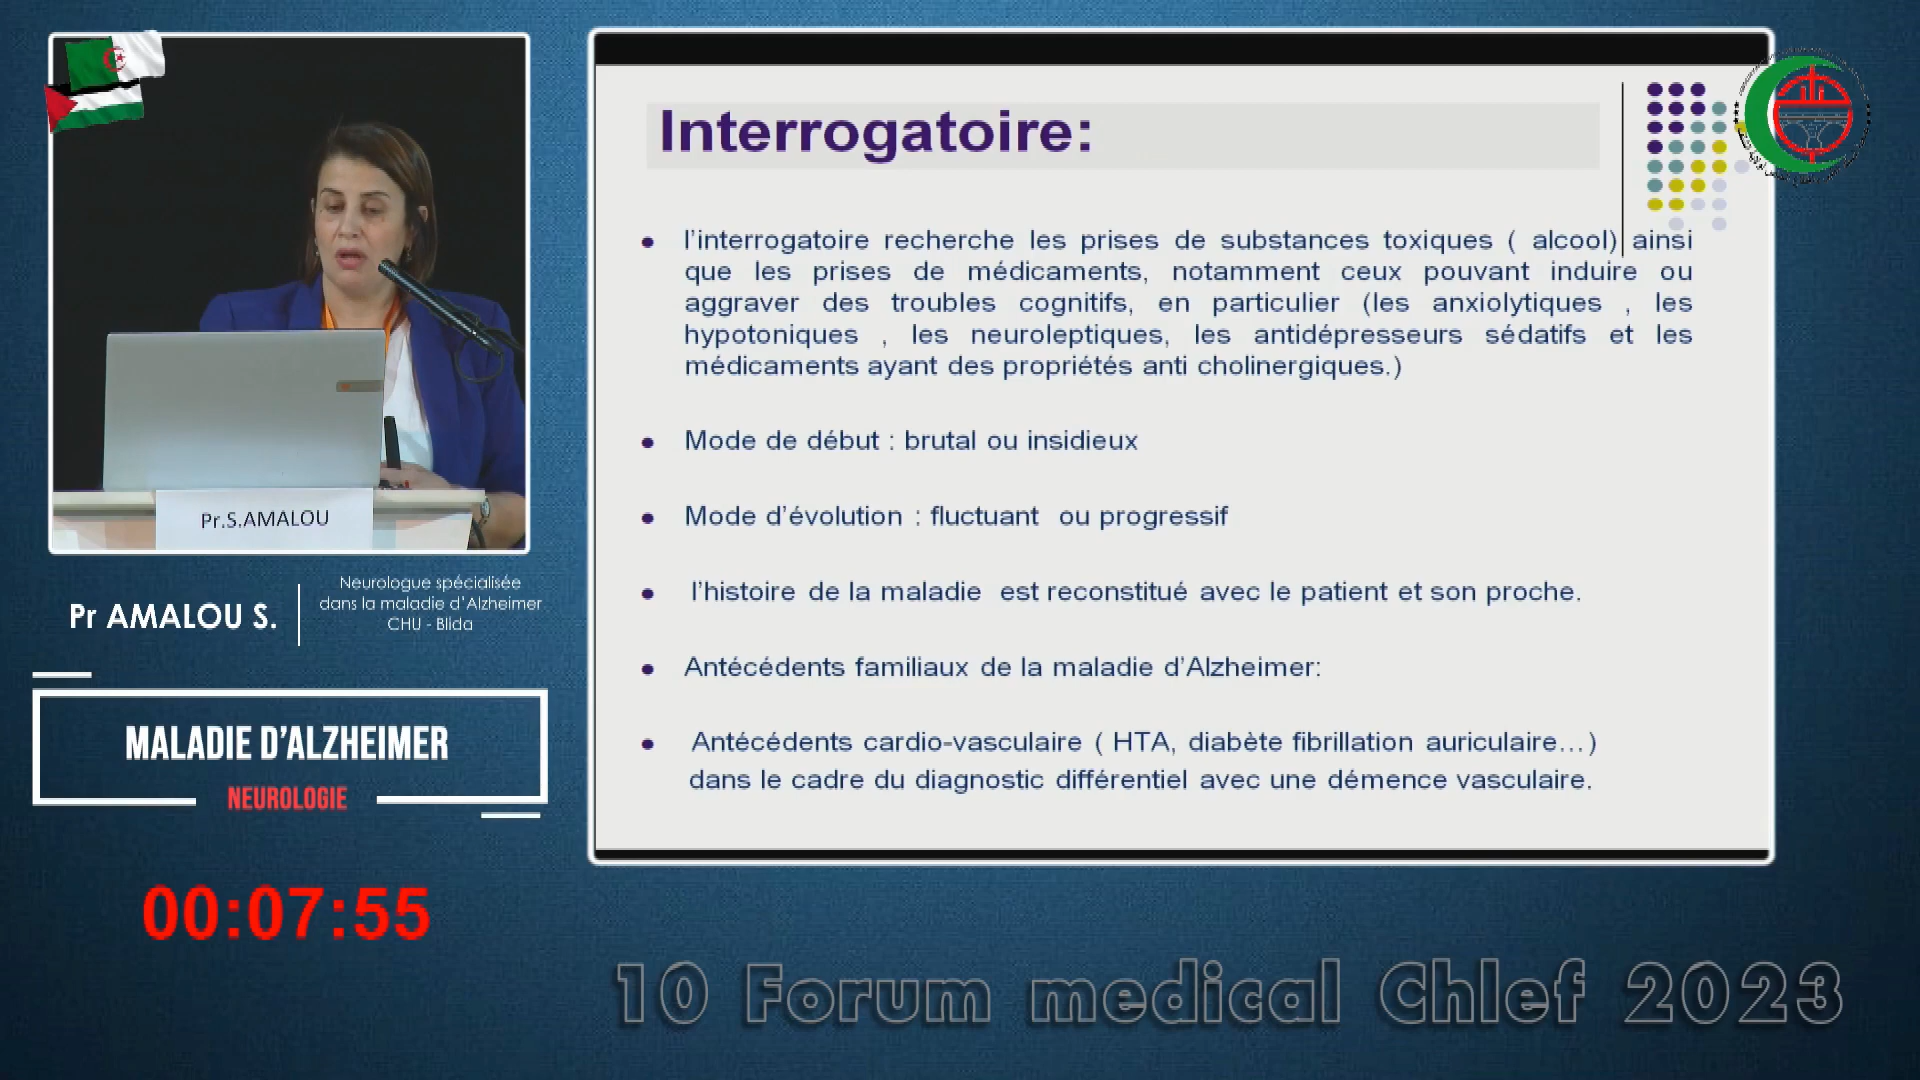 Interrogatoire:
l’interrogatoire recherche les prises de substances toxiques ( alcool) ainsi
que les prises de médicaments, notamment ceux pouvant induire ou
aggraver des troubles cognitifs, en particulier (les anxiolytiques , les
hypotoniques , les neuroleptiques, les antidépresseurs sédatifs et les
médicaments ayant des propriétés anti cholinergiques.)
Mode de début : brutal ou insidieux
Mode d’évolution : fluctuant ou progressif
l’histoire de la maladie est reconstitué avec le patient et son proche.
Antécédents familiaux de la maladie d’Alzheimer:
Antécédents cardio-vasculaire ( HTA, diabète fibrillation auriculaire…)
dans le cadre du diagnostic différentiel avec une démence vasculaire.
Pr.S.AMALOU
Pr AMALOU S.
Neurologue spécialisée
dans la maladie d’Alzheimer
CHU - Blida
MALADIE D’ALZHEIMER
NEUROLOGIE
00:07:55
10 Forum medical Chlef 2023